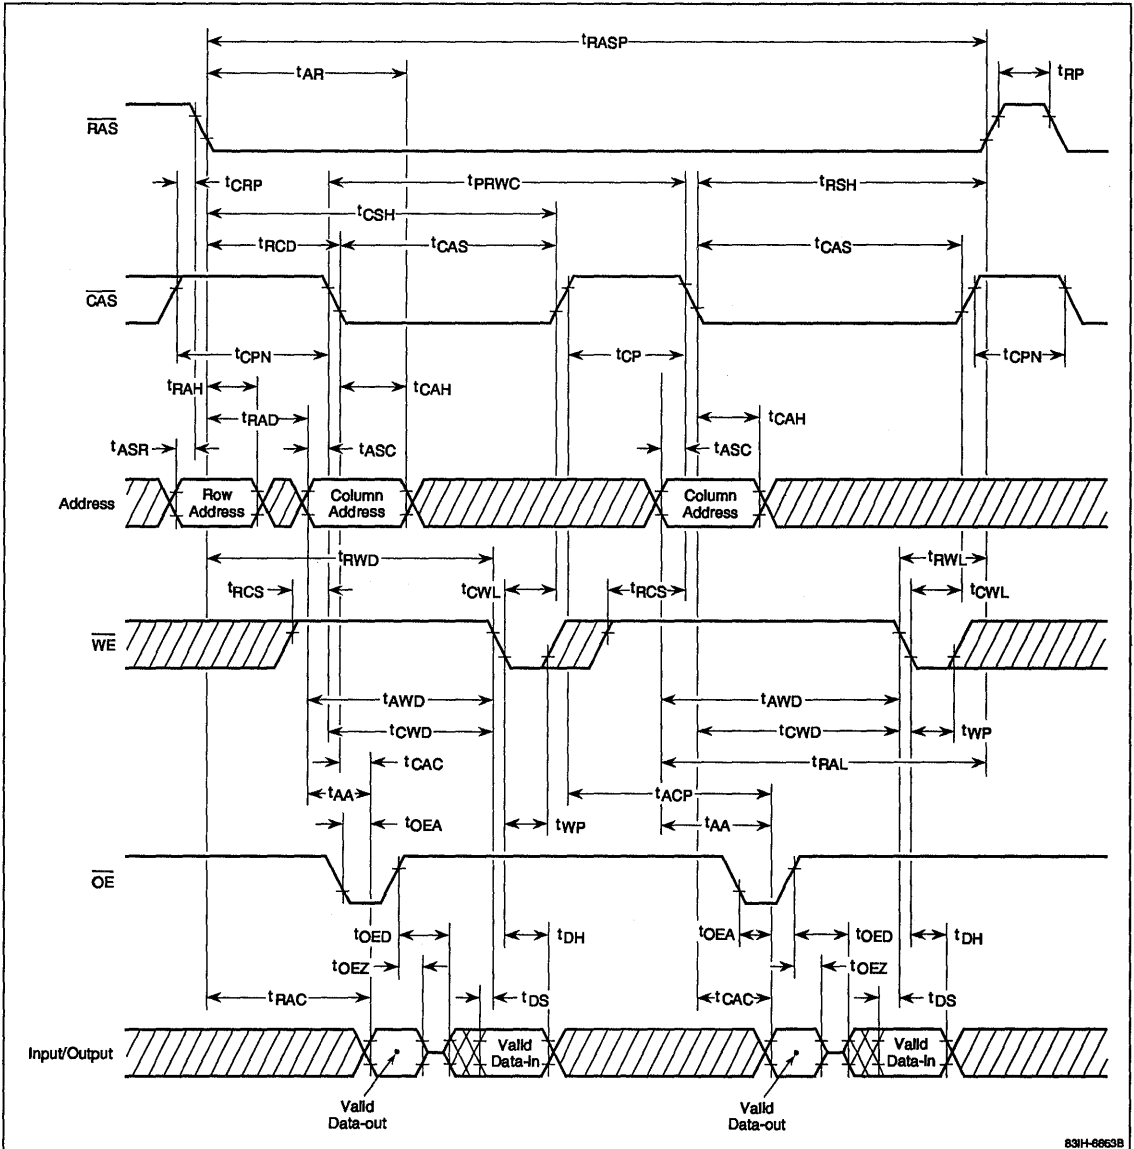 tRASP
tAR
tRP
RAS
tCRP
tPRWC
tRSH
tCSH
tRCD
tCAS
tCAS
CAS
tCPN
tCP
tCPN
tRAH
tCAH
tRAD
tCAH
tASR
tASC
tASC
Address
Row
Address
Column
Address
Column
Address
tRWD
tRWL
tRCS
tCWL
tRCS
tCWL
WE
tAWD
tAWD
tCWD
tCWD
tWP
tCAC
tRAL
tAA
tACP
tOEA
tWP
tAA
OE
tOED
tDH
tOEA
tOED
tDH
tOEZ
tOEZ
tRAC
tDS
tCAC
tDS
Input/Output
Valid
Data-In
Valid
Data-In
Valid
Data-out
Valid
Data-out
83IH-6853B